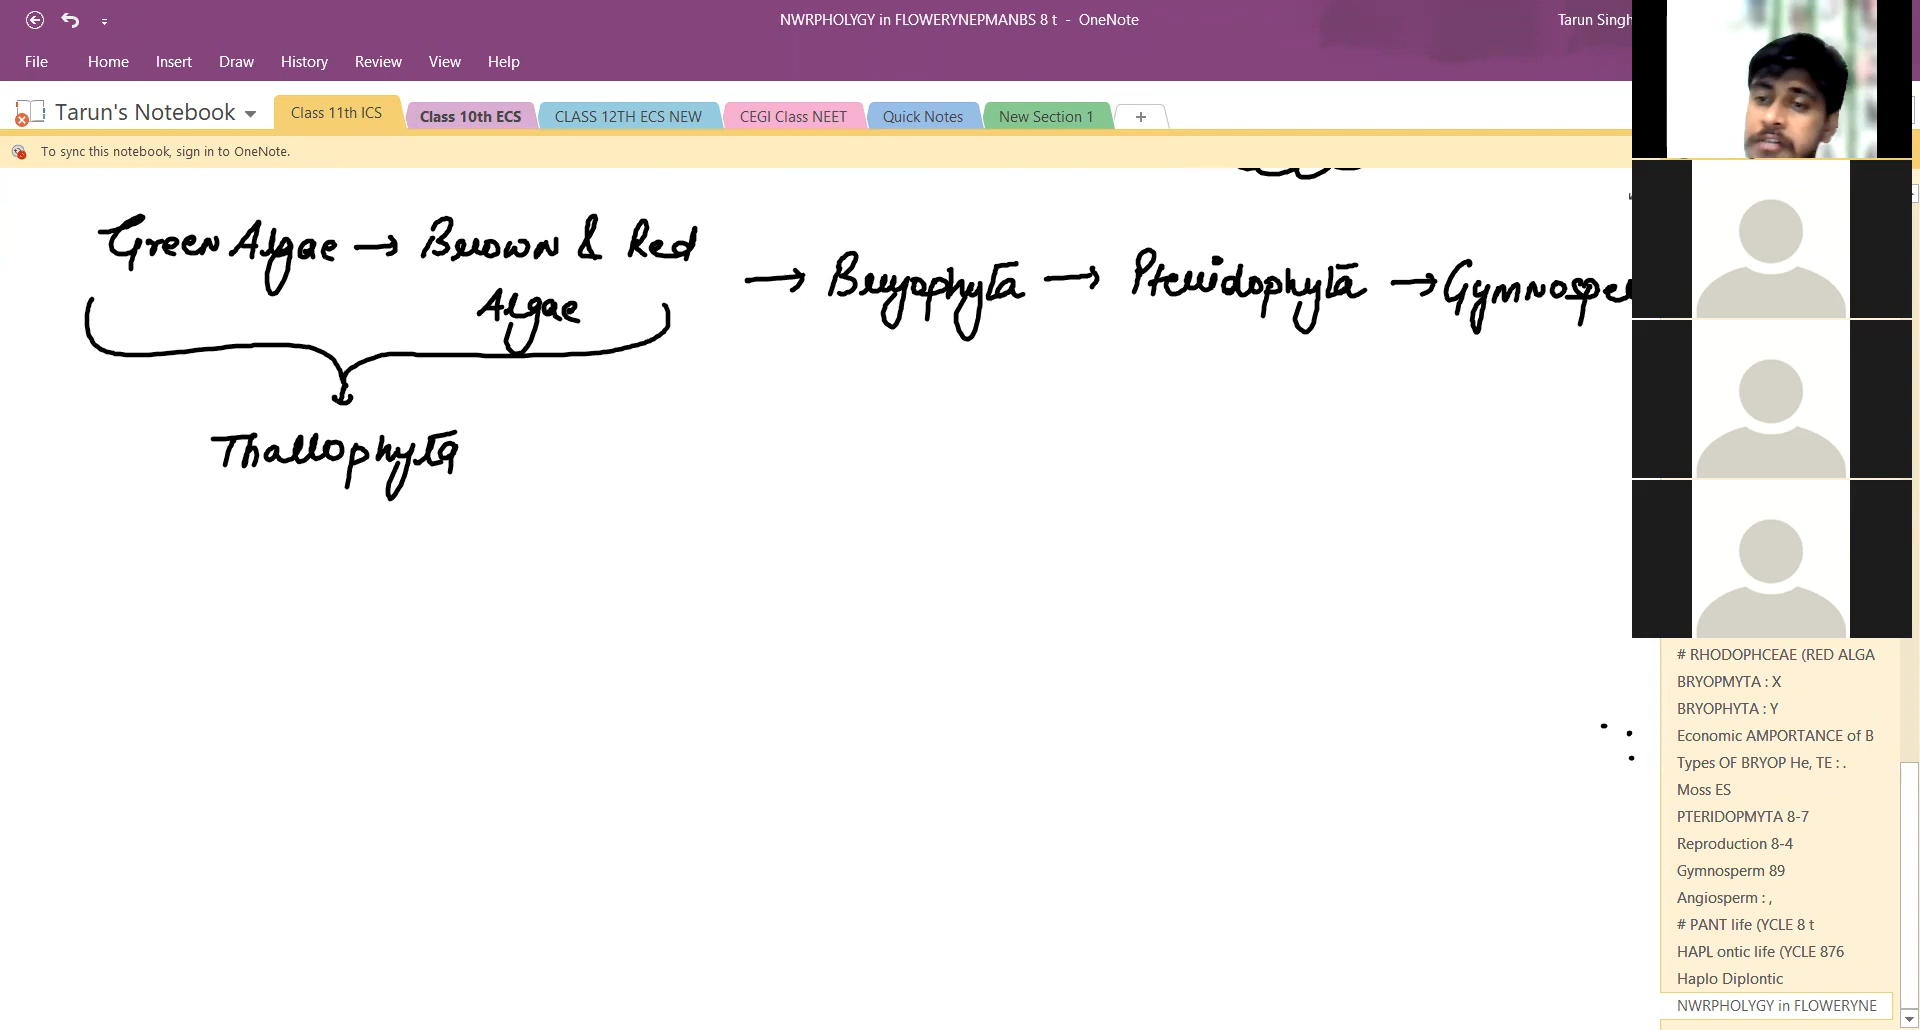 NWRPHOLYGY in FLOWERYNEPMANBS 8 t - OneNote
Tarun Singh
File Home Insert Draw History Review View Help
Tarun's Notebook
Class 11th ICS
Class 10th ECS
CLASS 12TH ECS NEW
CEGI Class NEET
Quick Notes
New Section 1
+
To sync this notebook, sign in to OneNote.
Green Algae → Brown & Red
Algae
→ Bryophyta → Pteridophyta → Gymnospe
Thallophyta
# RHODOPHCEAE (RED ALGA
BRYOPMYTA : X
BRYOPHYTA : Y
Economic AMPORTANCE of B
Types OF BRYOP He, TE : .
Moss ES
PTERIDOPMYTA 8-7
Reproduction 8-4
Gymnosperm 89
Angiosperm : ,
# PANT life (YCLE 8 t
HAPL ontic life (YCLE 876
Haplo Diplontic
NWRPHOLYGY in FLOWERYNE